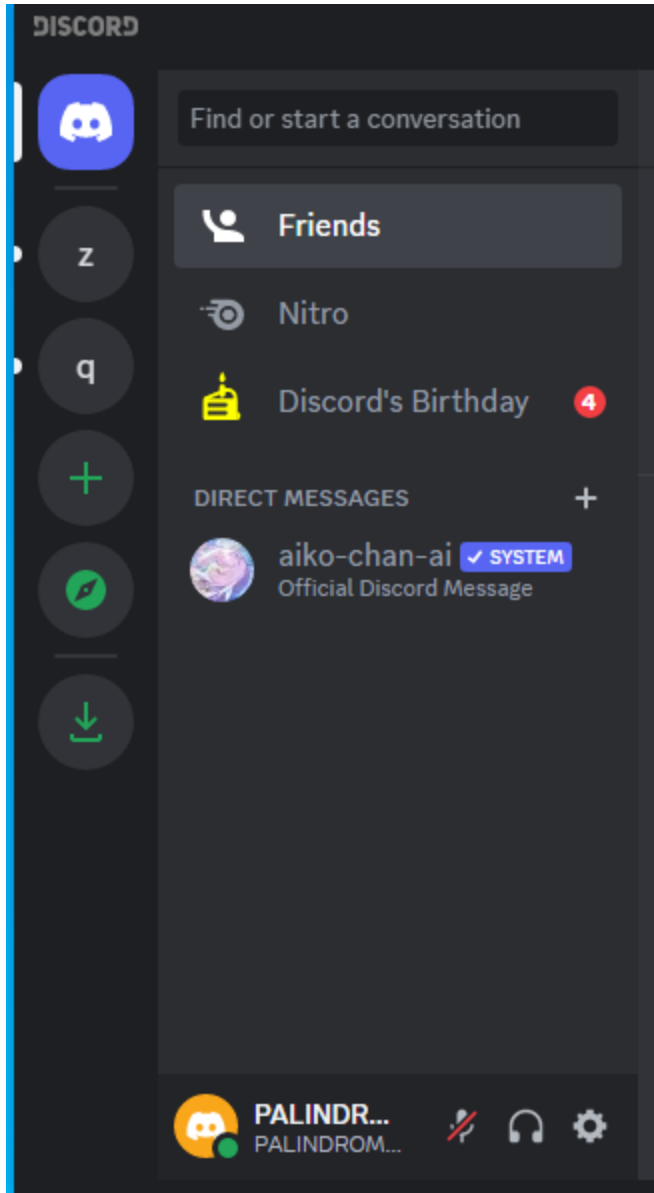 DISCORD
Find or start a conversation
z
Friends
Nitro
q
Discord's Birthday 4
DIRECT MESSAGES +
aiko-chan-ai ✓ SYSTEM
Official Discord Message
PALINDR...
PALINDROM...